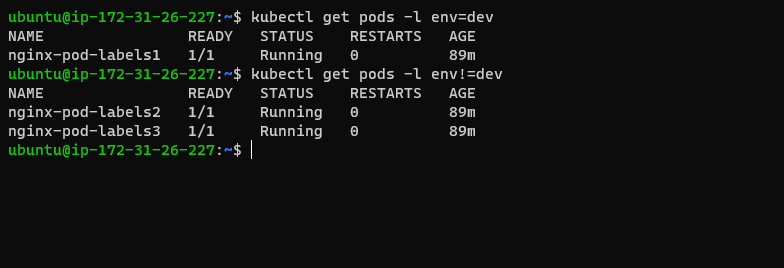 ubuntu@ip-172-31-26-227:~$ kubectl get pods -l env=dev
NAME                READY   STATUS    RESTARTS   AGE
nginx-pod-labels1   1/1     Running   0          89m
ubuntu@ip-172-31-26-227:~$ kubectl get pods -l env!=dev
NAME                READY   STATUS    RESTARTS   AGE
nginx-pod-labels2   1/1     Running   0          89m
nginx-pod-labels3   1/1     Running   0          89m
ubuntu@ip-172-31-26-227:~$